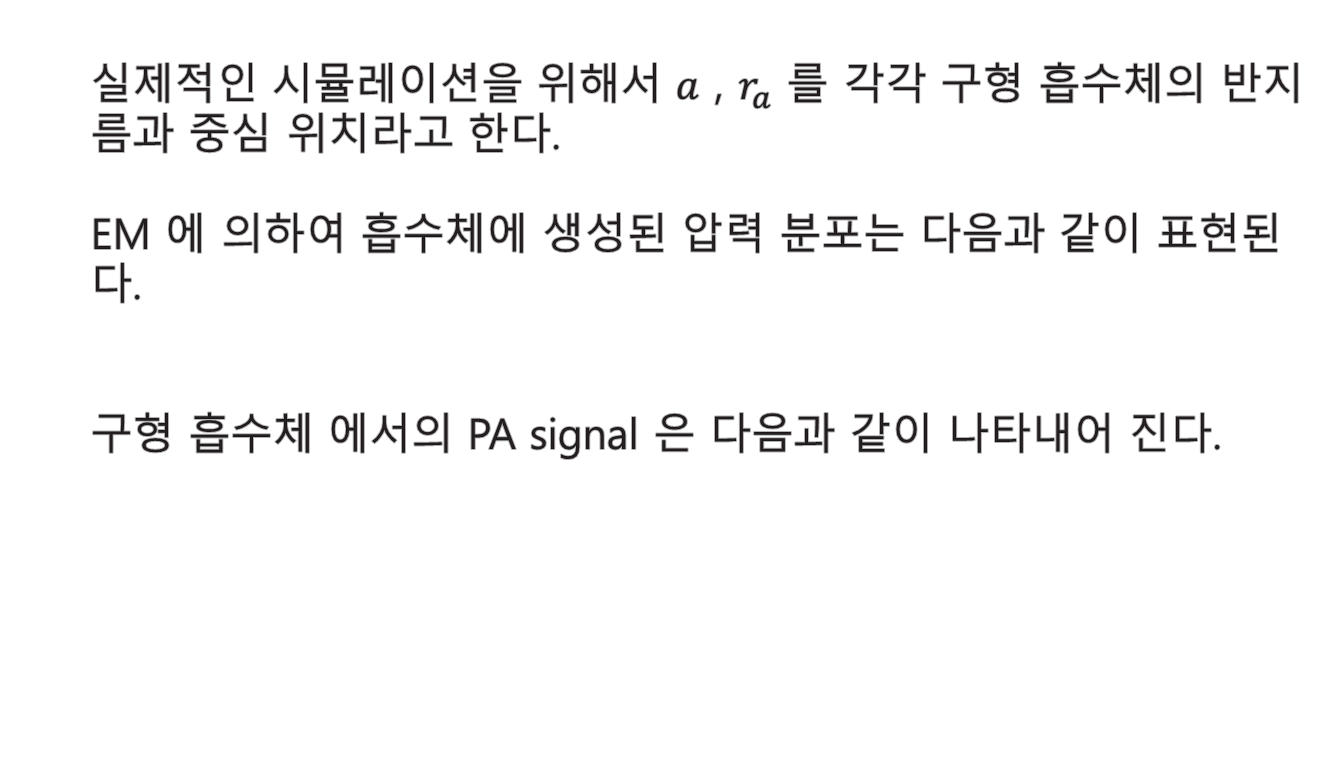 실제적인 시뮬레이션을 위해서 𝑎 , 𝑟ₐ 를 각각 구형 흡수체의 반지
름과 중심 위치라고 한다.
EM 에 의하여 흡수체에 생성된 압력 분포는 다음과 같이 표현된
다.
구형 흡수체 에서의 PA signal 은 다음과 같이 나타내어 진다.